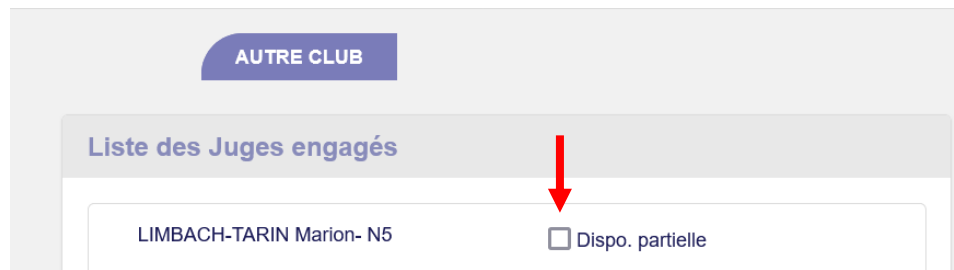 AUTRE CLUB
Liste des Juges engagés
LIMBACH-TARIN Marion- N5
Dispo. partielle